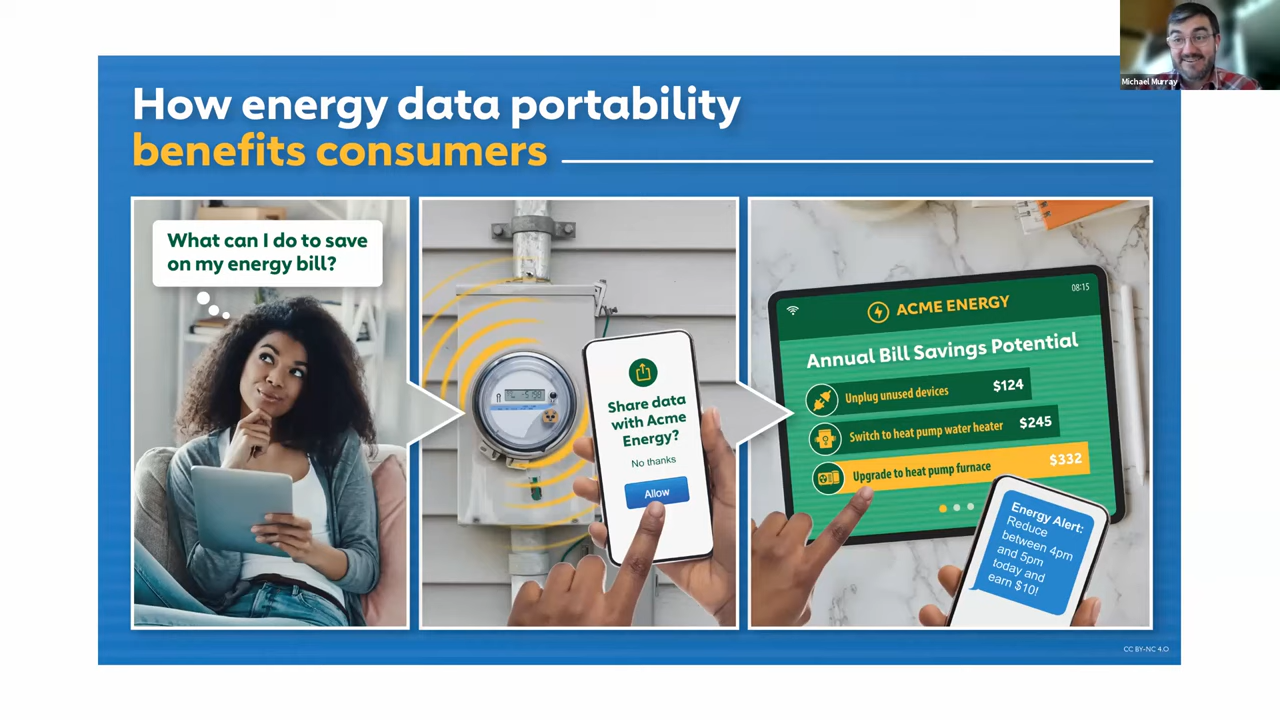 Michael Murray
How energy data portability
benefits consumers
What can I do to save
on my energy bill?
Share data
with Acme
Energy?
No thanks
Allow
08:15
ACME ENERGY
Annual Bill Savings Potential
Unplug unused devices $124
Switch to heat pump water heater $245
Upgrade to heat pump furnace $332
Energy Alert:
Reduce
between 4pm
and 5pm
today and
earn $10!
CC BY-NC 4.0